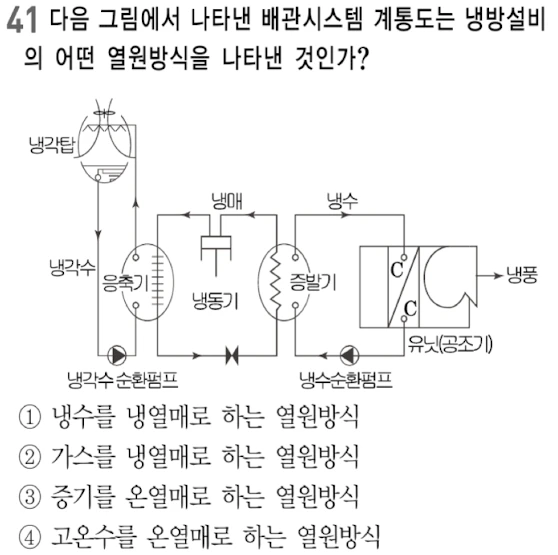 41 다음 그림에서 나타낸 배관시스템 계통도는 냉방설비
의 어떤 열원방식을 나타낸 것인가?
냉각탑
냉매
냉수
냉각수
응축기
냉동기
증발기
C
C
냉풍
유닛(공조기)
냉각수 순환펌프
냉수순환펌프
① 냉수를 냉열매로 하는 열원방식
② 가스를 냉열매로 하는 열원방식
③ 증기를 온열매로 하는 열원방식
④ 고온수를 온열매로 하는 열원방식